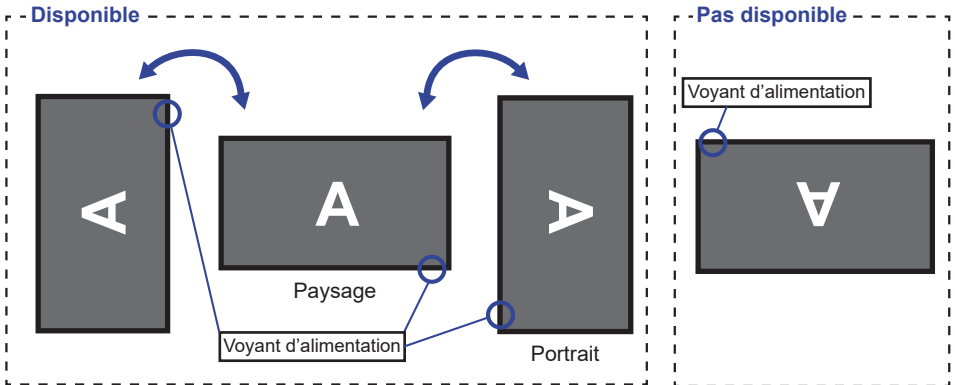 Disponible
Pas disponible
Voyant d’alimentation
A
A
A
A
Paysage
Voyant d’alimentation
Portrait